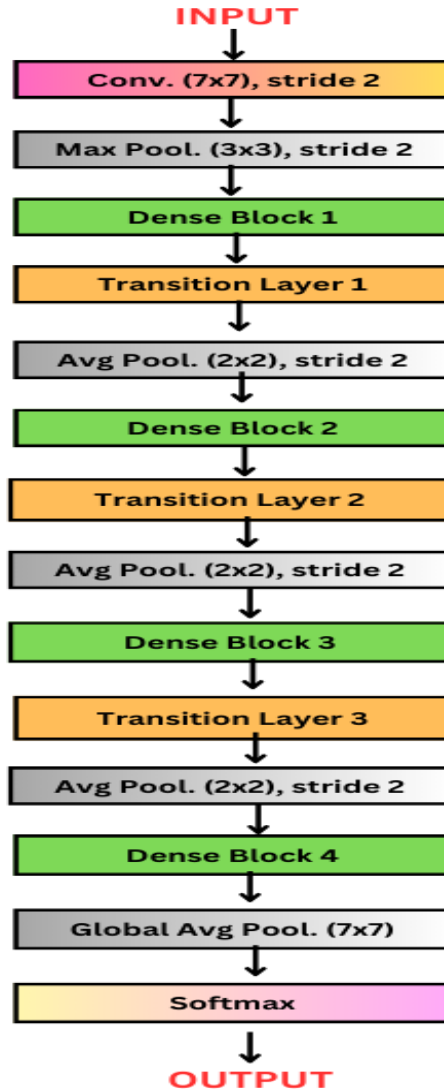 INPUT
Conv. (7x7), stride 2
Max Pool. (3x3), stride 2
Dense Block 1
Transition Layer 1
Avg Pool. (2x2), stride 2
Dense Block 2
Transition Layer 2
Avg Pool. (2x2), stride 2
Dense Block 3
Transition Layer 3
Avg Pool. (2x2), stride 2
Dense Block 4
Global Avg Pool. (7x7)
Softmax
OUTPUT